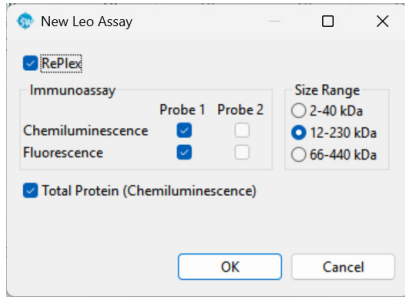 SW New Leo Assay
RePlex
Immunoassay
Probe 1 Probe 2
Chemiluminescence
Fluorescence
Size Range
2-40 kDa
12-230 kDa
66-440 kDa
Total Protein (Chemiluminescence)
OK Cancel